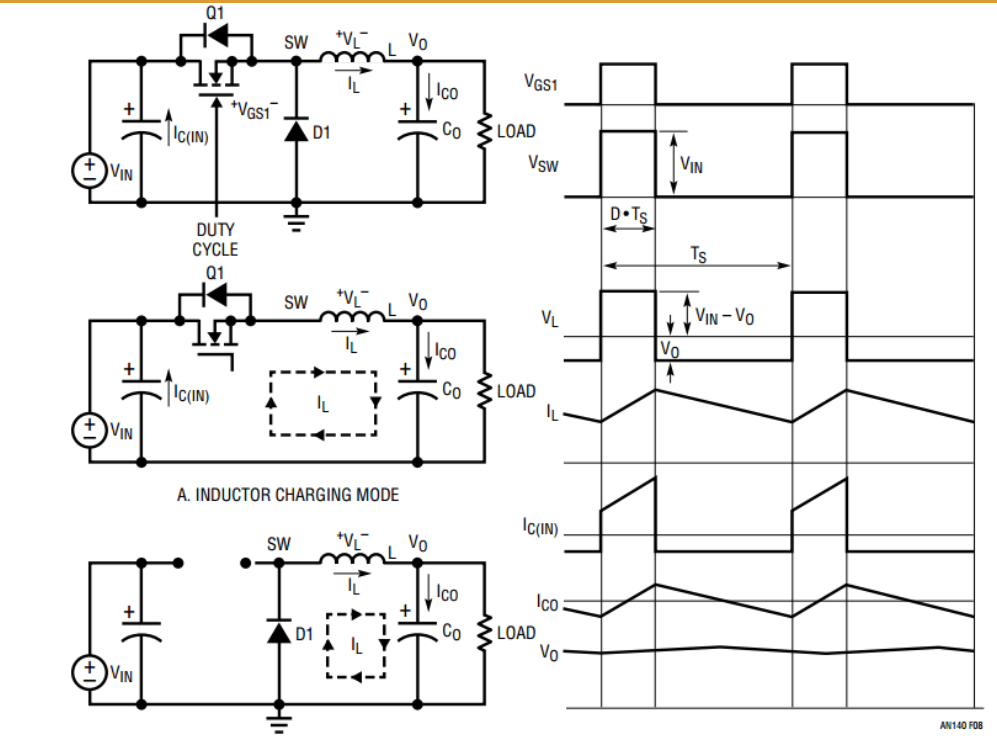 Q1
SW
+VL–
L
VO
IL
ICO
+VGS1–
+
IC(IN)
D1
+
CO
LOAD
+
–
VIN
DUTY
CYCLE
Q1
SW
+VL–
L
VO
IL
ICO
+
IC(IN)
IL
+
CO
LOAD
+
–
VIN
A. INDUCTOR CHARGING MODE
SW
+VL–
L
VO
IL
ICO
+
D1
IL
+
CO
LOAD
+
–
VIN
VGS1
VSW
VIN
D•TS
TS
VL
VIN – VO
VO
IL
IC(IN)
ICO
VO
AN140 F08